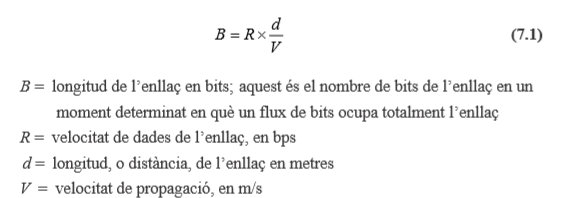 B = R × d/V (7.1)
B = longitud de l'enllaç en bits; aquest és el nombre de bits de l'enllaç en un
moment determinat en què un flux de bits ocupa totalment l'enllaç
R = velocitat de dades de l'enllaç, en bps
d = longitud, o distància, de l'enllaç en metres
V = velocitat de propagació, en m/s